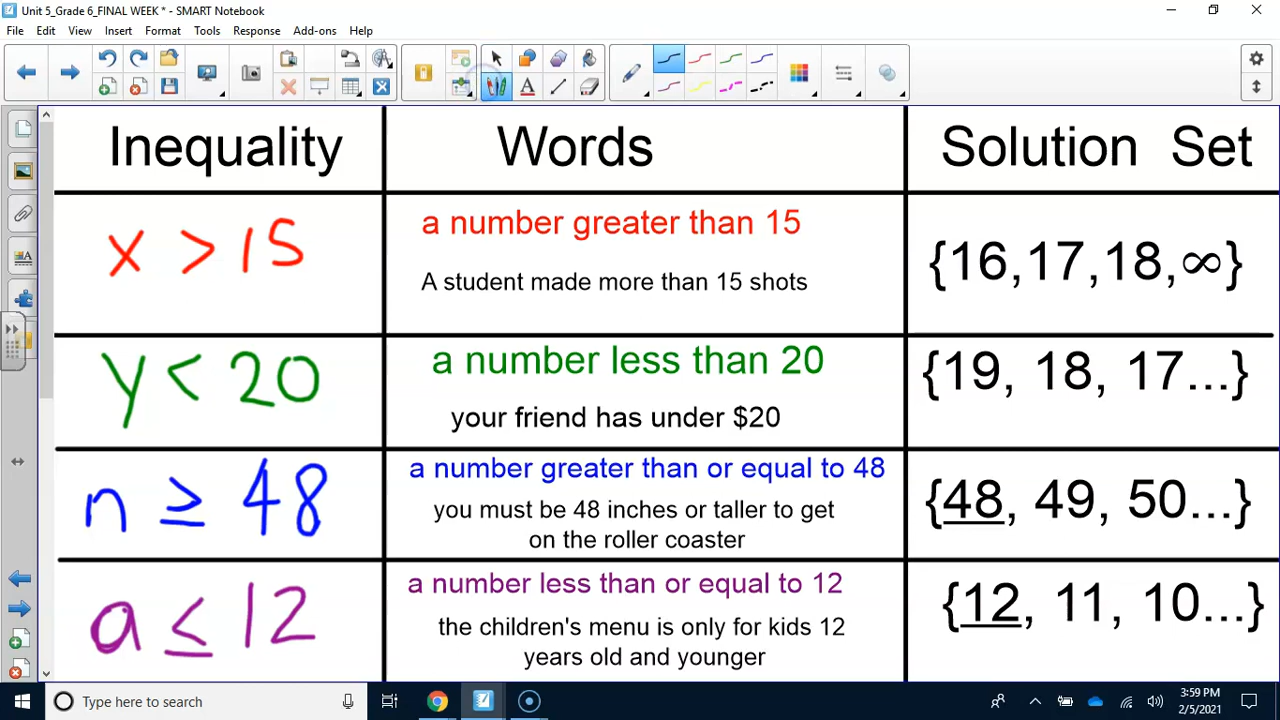 Unit 5_Grade 6_FINAL WEEK * - SMART Notebook
File Edit View Insert Format Tools Response Add-ons Help
Inequality Words Solution Set
x > 15
a number greater than 15
A student made more than 15 shots
{16,17,18,∞}
y < 20
a number less than 20
your friend has under $20
{19, 18, 17...}
n ≥ 48
a number greater than or equal to 48
you must be 48 inches or taller to get
on the roller coaster
{48, 49, 50...}
a ≤ 12
a number less than or equal to 12
the children's menu is only for kids 12
years old and younger
{12, 11, 10...}
Type here to search
3:59 PM
2/5/2021